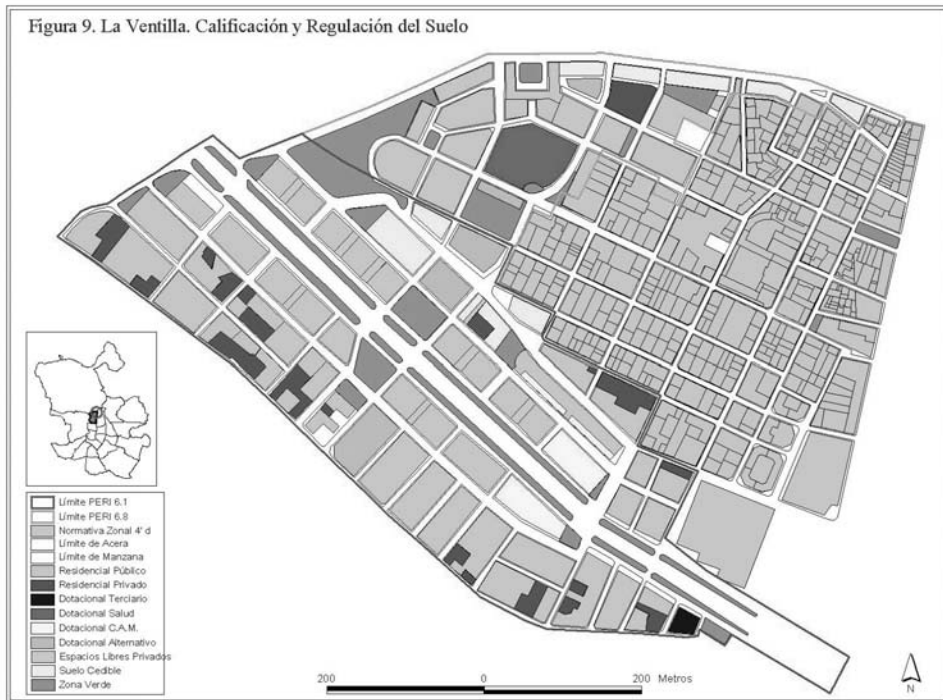 Figura 9. La Ventilla. Calificación y Regulación del Suelo
Límite PERI 6.1
Límite PERI 6.8
Normativa Zonal 4' d
Límite de Acera
Límite de Manzana
Residencial Público
Residencial Privado
Dotacional Terciario
Dotacional Salud
Dotacional C.A.M.
Dotacional Alternativo
Espacios Libres Privados
Suelo Cedible
Zona Verde
200 0 200 Metros
N